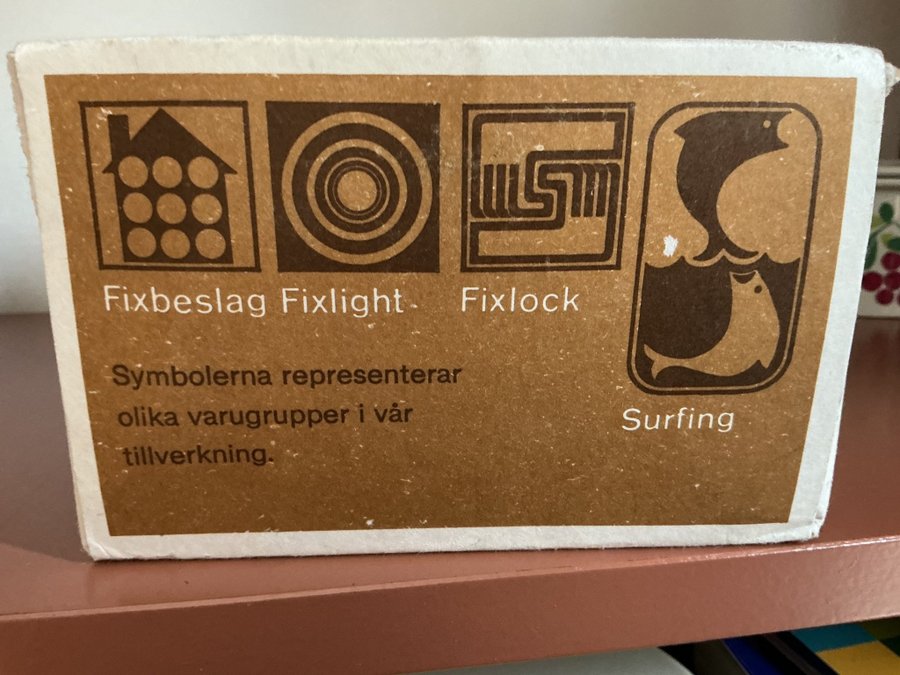 Fixbeslag Fixlight Fixlock
Surfing
Symbolerna representerar
olika varugrupper i vår
tillverkning.